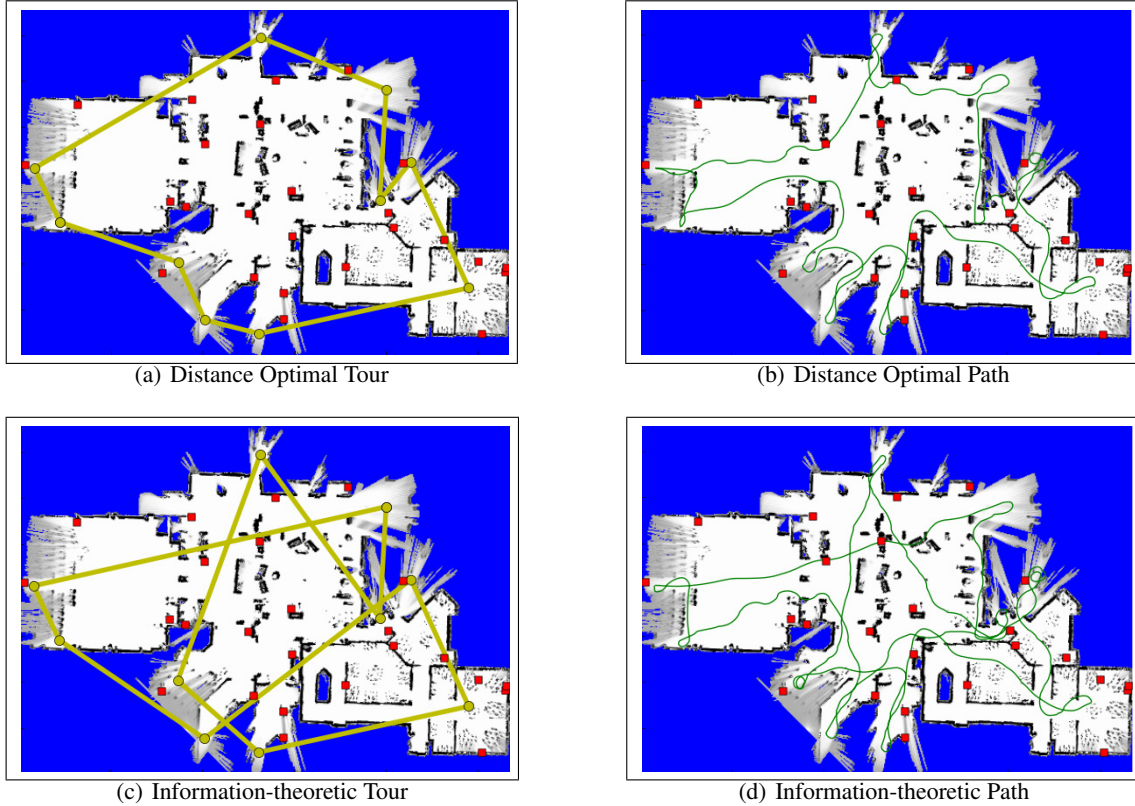 (a) Distance Optimal Tour
(b) Distance Optimal Path
(c) Information-theoretic Tour
(d) Information-theoretic Path